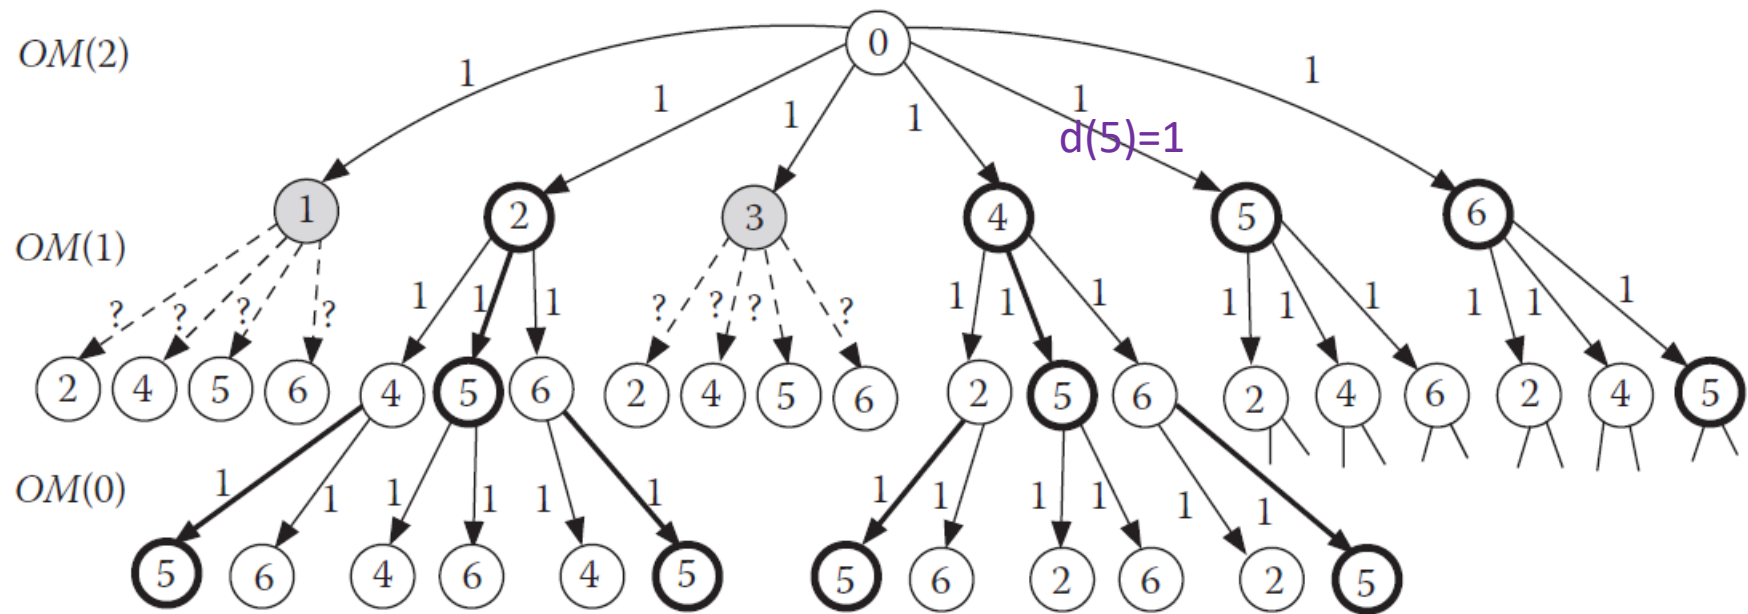 0
OM(2)
1 1 1 1 1 1
d(5)=1
1 2 3 4 5 6
OM(1)
? ? ? ? 1 1 1 ? ? ? ? 1 1 1 1 1 1 1 1 1
2 4 5 6 4 5 6 2 4 5 6 2 5 6 2 4 6 2 4 5
OM(0)
1 1 1 1 1 1 1 1 1 1 1 1
5 6 4 6 4 5 5 6 2 6 2 5